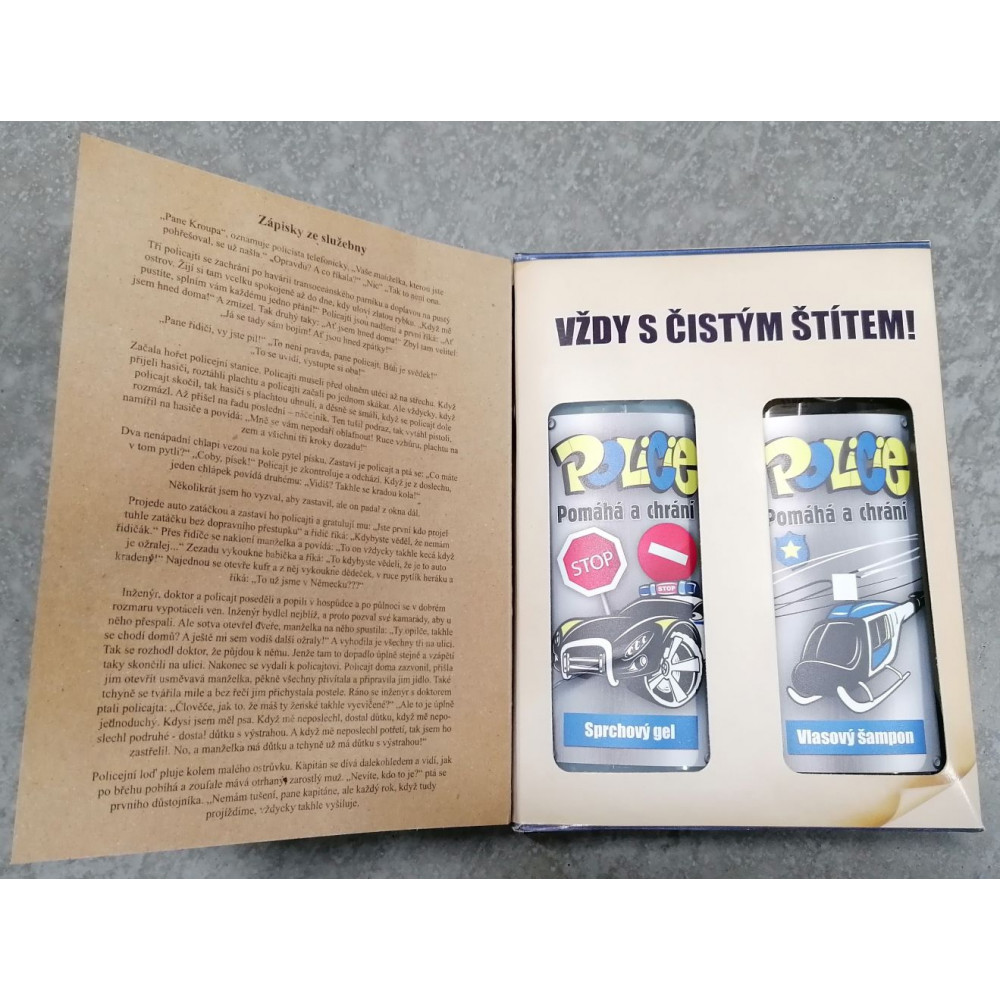 Zápisky ze služebny
„Pane Kroupa“, oznamuje policista telefonicky, „Vaše manželka, kterou jste
pohřešoval, se už našla.“ „Opravdu? A co říkala?“ „Nic“ „Tak to není ona.
Tři policajti se zachrání po havárii transoceánského parníku a doplavou na pustý
ostrov. Žijí si tam vcelku spokojeně až do dne, kdy uloví zlatou rybku. „Když mě
pustíte, splním vám každému jedno přání!“ Policajti jsou nadšeni a první říká: „Ať
jsem hned doma!“ A zmizel. Tak druhý taky: „Ať jsem hned doma!“ Zbyl tam velitel:
„Já se tady sám bojím! Ať jsou hned zpátky!“
„Pane řidiči, vy jste pil!“ „To není pravda, pane policajt, Bůh je svědek!“
„To se uvidí, vystupte si oba!“
Začala hořet policejní stanice. Policajti museli před ohněm utéci až na střechu. Když
přijeli hasiči, roztáhli plachtu a policajti začali po jednom skákat. Ale vždycky, když
policajt skočil, tak hasiči s plachtou uhnuli, a děsně se smáli, když se policajt dole
rozmázl. Až přišel na řadu poslední – náčelník. Ten tušil podraz, tak vytáhl pistoli,
namířil na hasiče a povídá: „Mně se vám nepodaří oblafnout! Ruce vzhůru, plachtu na
zem a všichni tři kroky dozadu!“
Dva nenápadní chlapi vezou na kole pytel písku. Zastaví je policajt a ptá se: „Co máte
v tom pytli?“ „Coby, písek!“ Policajt je zkontroluje a odchází. Když je z doslechu,
jeden chlápek povídá druhému: „Vidíš? Takhle se kradou kola!“
Několikrát jsem ho vyzval, aby zastavil, ale on padal z okna dál.
Projede auto zatáčkou a zastaví ho policajti a gratulují mu: „Jste první kdo projel
tuhle zatáčku bez dopravního přestupku“ a řidič říká: „Kdybyste věděl, že nemám
řidičák.“ Přes řidiče se nakloní manželka a povídá: „To on vždycky takhle kecá když
je ožralej...“ Zezadu vykoukne babička a říká: „To kdybyste věděli, že je to auto
kradený!“ Najednou se otevře kufr a z něj vykoukne dědeček, v ruce pytlík heráku a
říká: „To už jsme v Německu???“
Inženýr, doktor a policajt poseděli a popili v hospůdce a po půlnoci se v dobrém
rozmaru vypotáceli ven. Inženýr bydlel nejblíž, a proto pozval své kamarády, aby u
něho přespali. Ale sotva otevřel dveře, manželka na něho spustila: „Ty opilče, takhle
se chodí domů? A ještě mi sem vodíš další ožraly!“ A vyhodila je všechny tři na ulici.
Tak se rozhodl doktor, že půjdou k němu. Jenže tam to dopadlo úplně stejně a vzápětí
taky skončili na ulici. Nakonec se vydali k policajtovi. Policajt doma zazvonil, přišla
jim otevřít usměvavá manželka, pěkně všechny přivítala a připravila jim jídlo. Také
tchyně se tvářila mile a bez řečí jim přichystala postele. Ráno se inženýr s doktorem
ptali policajta: „Člověče, jak to, že máš ty ženské takhle vycvičené?“ „Ale to je úplně
jednoduchý. Kdysi jsem měl psa. Když mě neposlechl, dostal důtku, když mě nepo-
slechl podruhé - dostal důtku s výstrahou. A když mě neposlechl potřetí, tak jsem ho
zastřelil. No, a manželka má důtku a tchyně už má důtku s výstrahou!“
Policejní loď pluje kolem malého ostrůvku. Kapitán se dívá dalekohledem a vidí, jak
po břehu pobíhá a zoufale mává otrhaný zarostlý muž. „Nevíte, kdo to je?“ ptá se
prvního důstojníka. „Nemám tušení, pane kapitáne, ale každý rok, když tudy
projíždíme, vždycky takhle vyšiluje.
VŽDY S ČISTÝM ŠTÍTEM!
POLICIE
Pomáhá a chrání
STOP
STOP
Sprchový gel
POLICIE
Pomáhá a chrání
Vlasový šampon